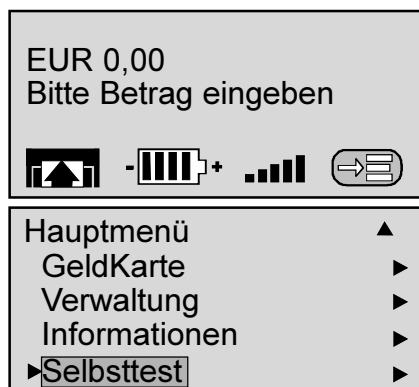 EUR 0,00
Bitte Betrag eingeben
Hauptmenü
GeldKarte
Verwaltung
Informationen
Selbsttest